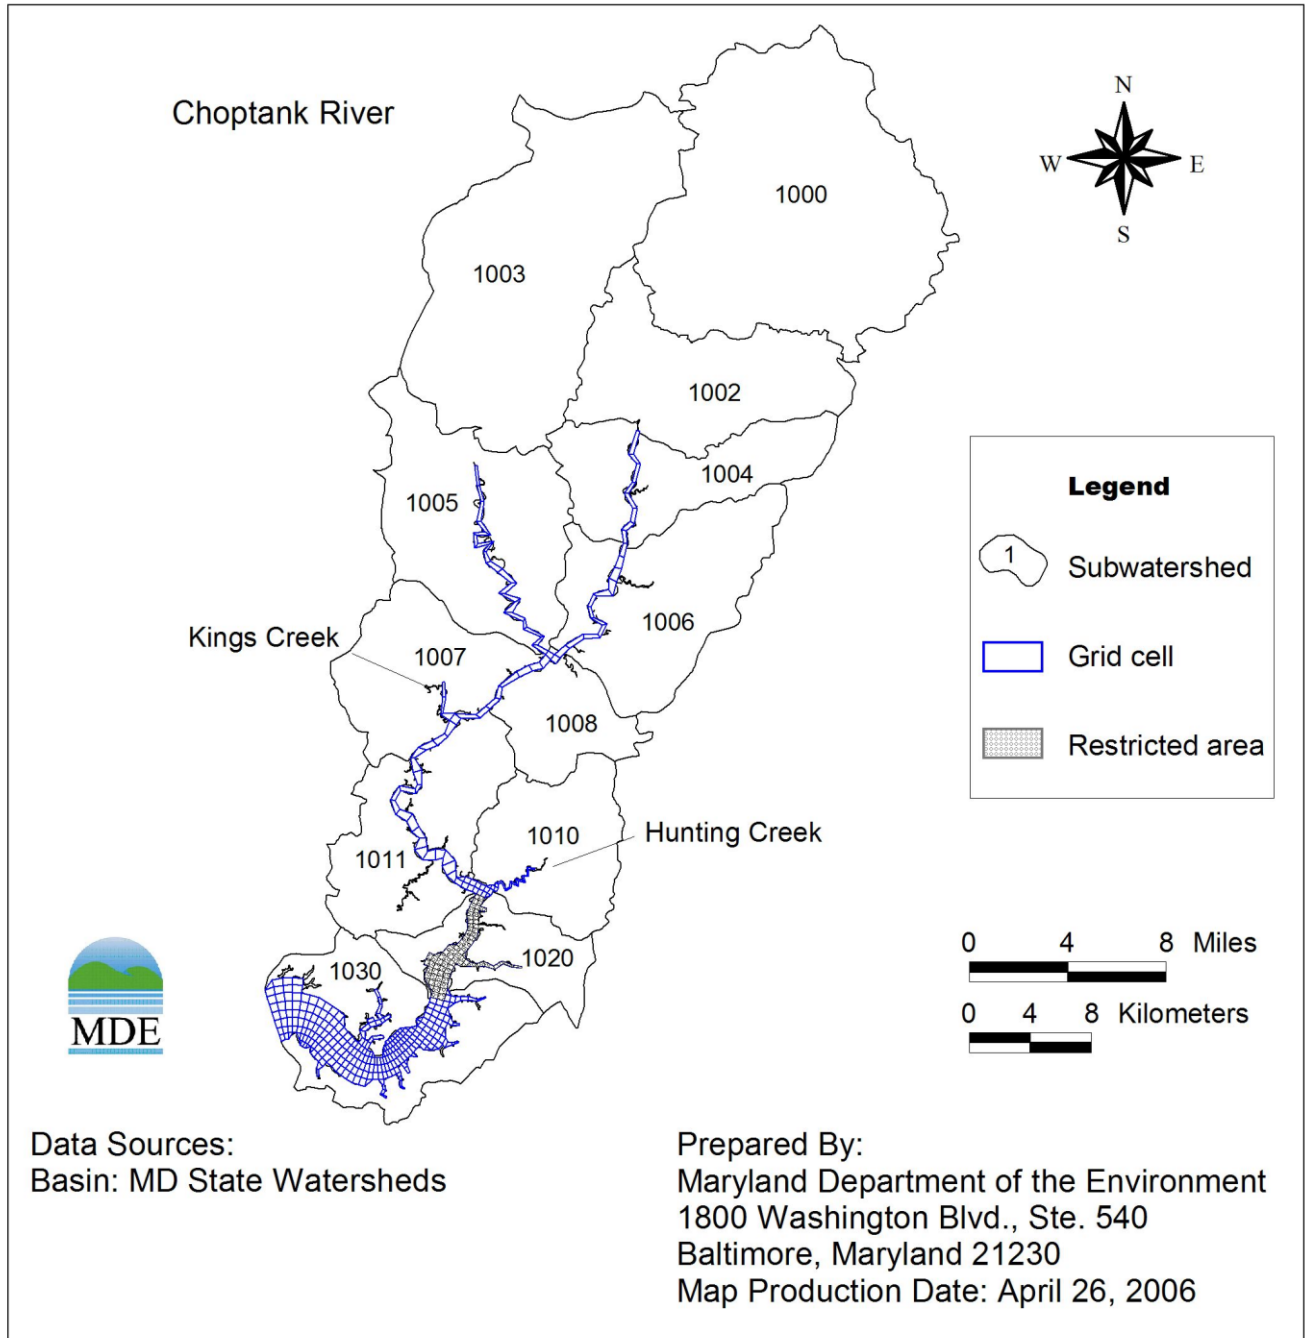 Choptank River
N
W
E
S
1000
1003
1002
1004
1005
1006
Kings Creek
1007
1008
Hunting Creek
1010
1011
1020
1030
Legend
1
Subwatershed
Grid cell
Restricted area
0 4 8 Miles
0 4 8 Kilometers
MDE
Data Sources:
Basin: MD State Watersheds
Prepared By:
Maryland Department of the Environment
1800 Washington Blvd., Ste. 540
Baltimore, Maryland 21230
Map Production Date: April 26, 2006